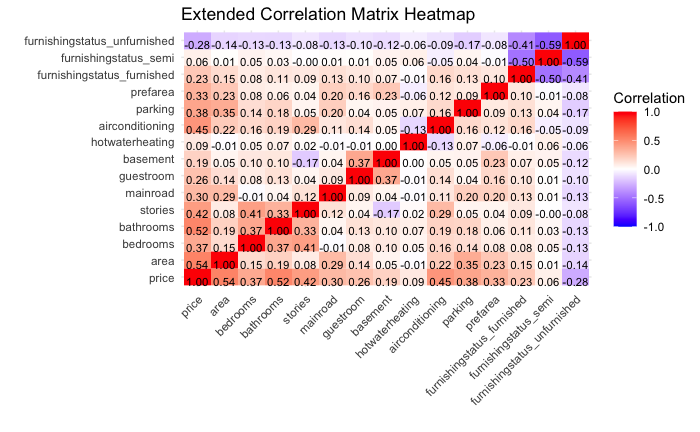 Extended Correlation Matrix Heatmap
furnishingstatus_unfurnished -0.28 -0.14 -0.13 -0.13 -0.08 -0.13 -0.10 -0.12 -0.06 -0.09 -0.17 -0.08 -0.41 -0.59 1.00
furnishingstatus_semi 0.06 0.01 0.05 0.03 -0.00 0.01 0.01 0.05 0.06 -0.05 0.04 -0.01 -0.50 1.00 -0.59
furnishingstatus_furnished 0.23 0.15 0.08 0.11 0.09 0.13 0.10 0.07 -0.01 0.16 0.13 0.10 1.00 -0.50 -0.41
prefarea 0.33 0.23 0.08 0.06 0.04 0.20 0.16 0.23 -0.06 0.12 0.09 1.00 0.10 -0.01 -0.08
parking 0.38 0.35 0.14 0.18 0.05 0.20 0.04 0.05 0.07 0.16 1.00 0.09 0.13 0.04 -0.17
airconditioning 0.45 0.22 0.16 0.19 0.29 0.11 0.14 0.05 -0.13 1.00 0.16 0.12 0.16 -0.05 -0.09
hotwaterheating 0.09 -0.01 0.05 0.07 0.02 -0.01 -0.01 0.00 1.00 -0.13 0.07 -0.06 -0.01 0.06 -0.06
basement 0.19 0.05 0.10 0.10 -0.17 0.04 0.37 1.00 0.00 0.05 0.05 0.23 0.07 0.05 -0.12
guestroom 0.26 0.14 0.08 0.13 0.04 0.09 1.00 0.37 -0.01 0.14 0.04 0.16 0.10 0.01 -0.10
mainroad 0.30 0.29 -0.01 0.04 0.12 1.00 0.09 0.04 -0.01 0.11 0.20 0.20 0.13 0.01 -0.13
stories 0.42 0.08 0.41 0.33 1.00 0.12 0.04 -0.17 0.02 0.29 0.05 0.04 0.09 -0.00 -0.08
bathrooms 0.52 0.19 0.37 1.00 0.33 0.04 0.13 0.10 0.07 0.19 0.18 0.06 0.11 0.03 -0.13
bedrooms 0.37 0.15 1.00 0.37 0.41 -0.01 0.08 0.10 0.05 0.16 0.14 0.08 0.08 0.05 -0.13
area 0.54 1.00 0.15 0.19 0.08 0.29 0.14 0.05 -0.01 0.22 0.35 0.23 0.15 0.01 -0.14
price 1.00 0.54 0.37 0.52 0.42 0.30 0.26 0.19 0.09 0.45 0.38 0.33 0.23 0.06 -0.28
price
area
bedrooms
bathrooms
stories
mainroad
guestroom
basement
hotwaterheating
airconditioning
parking
prefarea
furnishingstatus_furnished
furnishingstatus_semi
furnishingstatus_unfurnished
Correlation
1.0
0.5
0.0
-0.5
-1.0